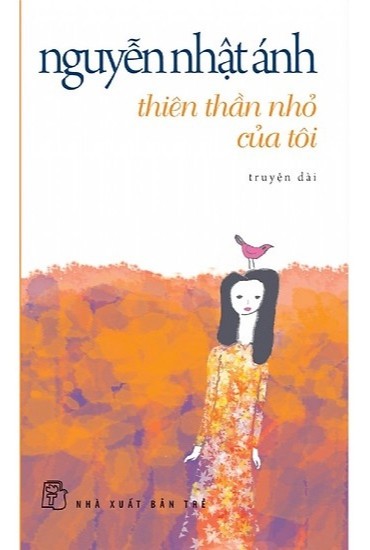 nguyễn nhật ánh
thiên thần nhỏ
của tôi
truyện dài
NHÀ XUẤT BẢN TRẺ